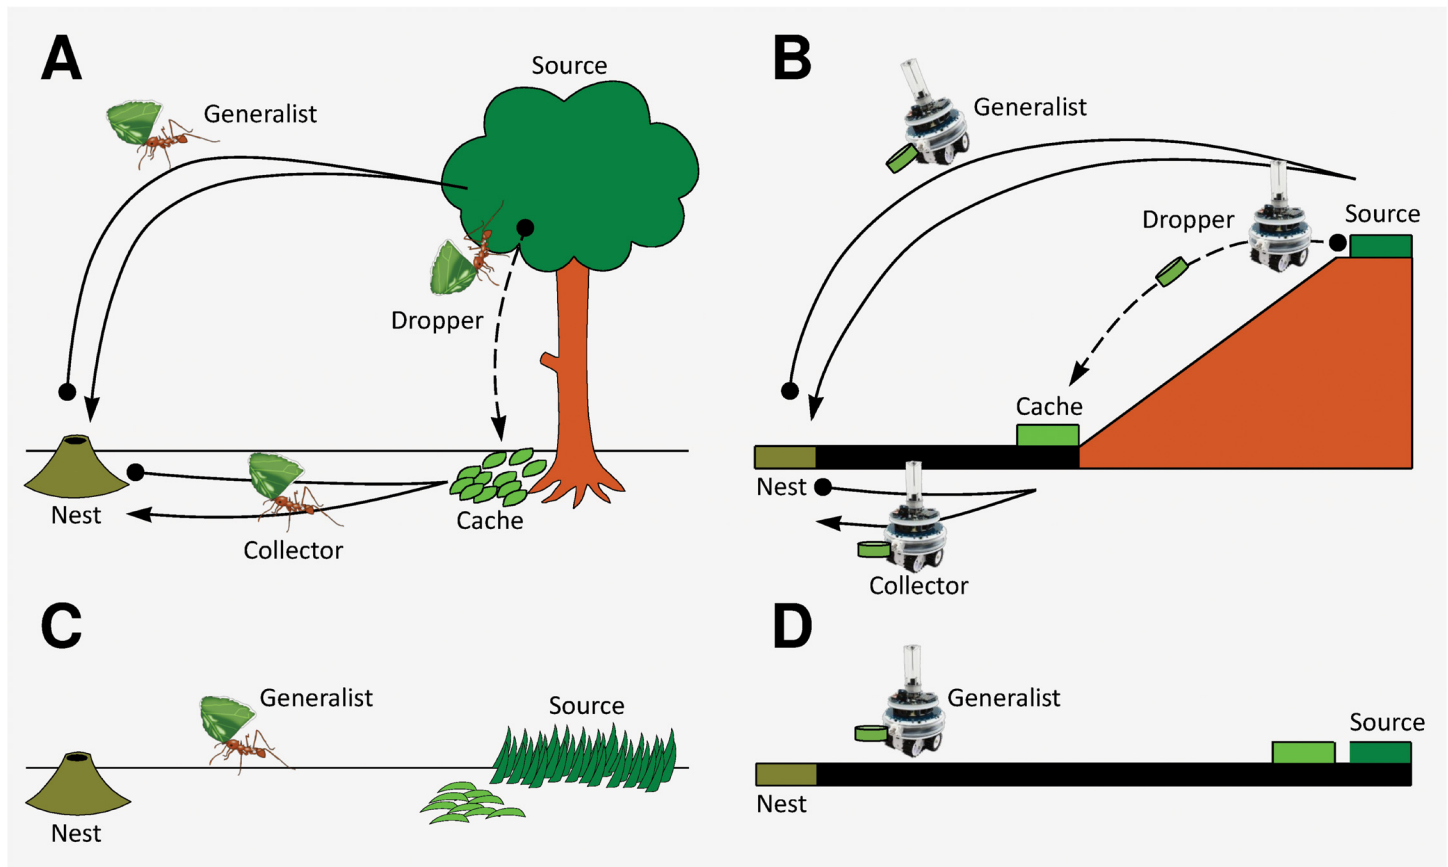 A
Source
Generalist
Dropper
Nest
Cache
Collector
B
Generalist
Dropper
Source
Cache
Nest
Collector
C
Generalist
Source
Nest
D
Generalist
Source
Nest